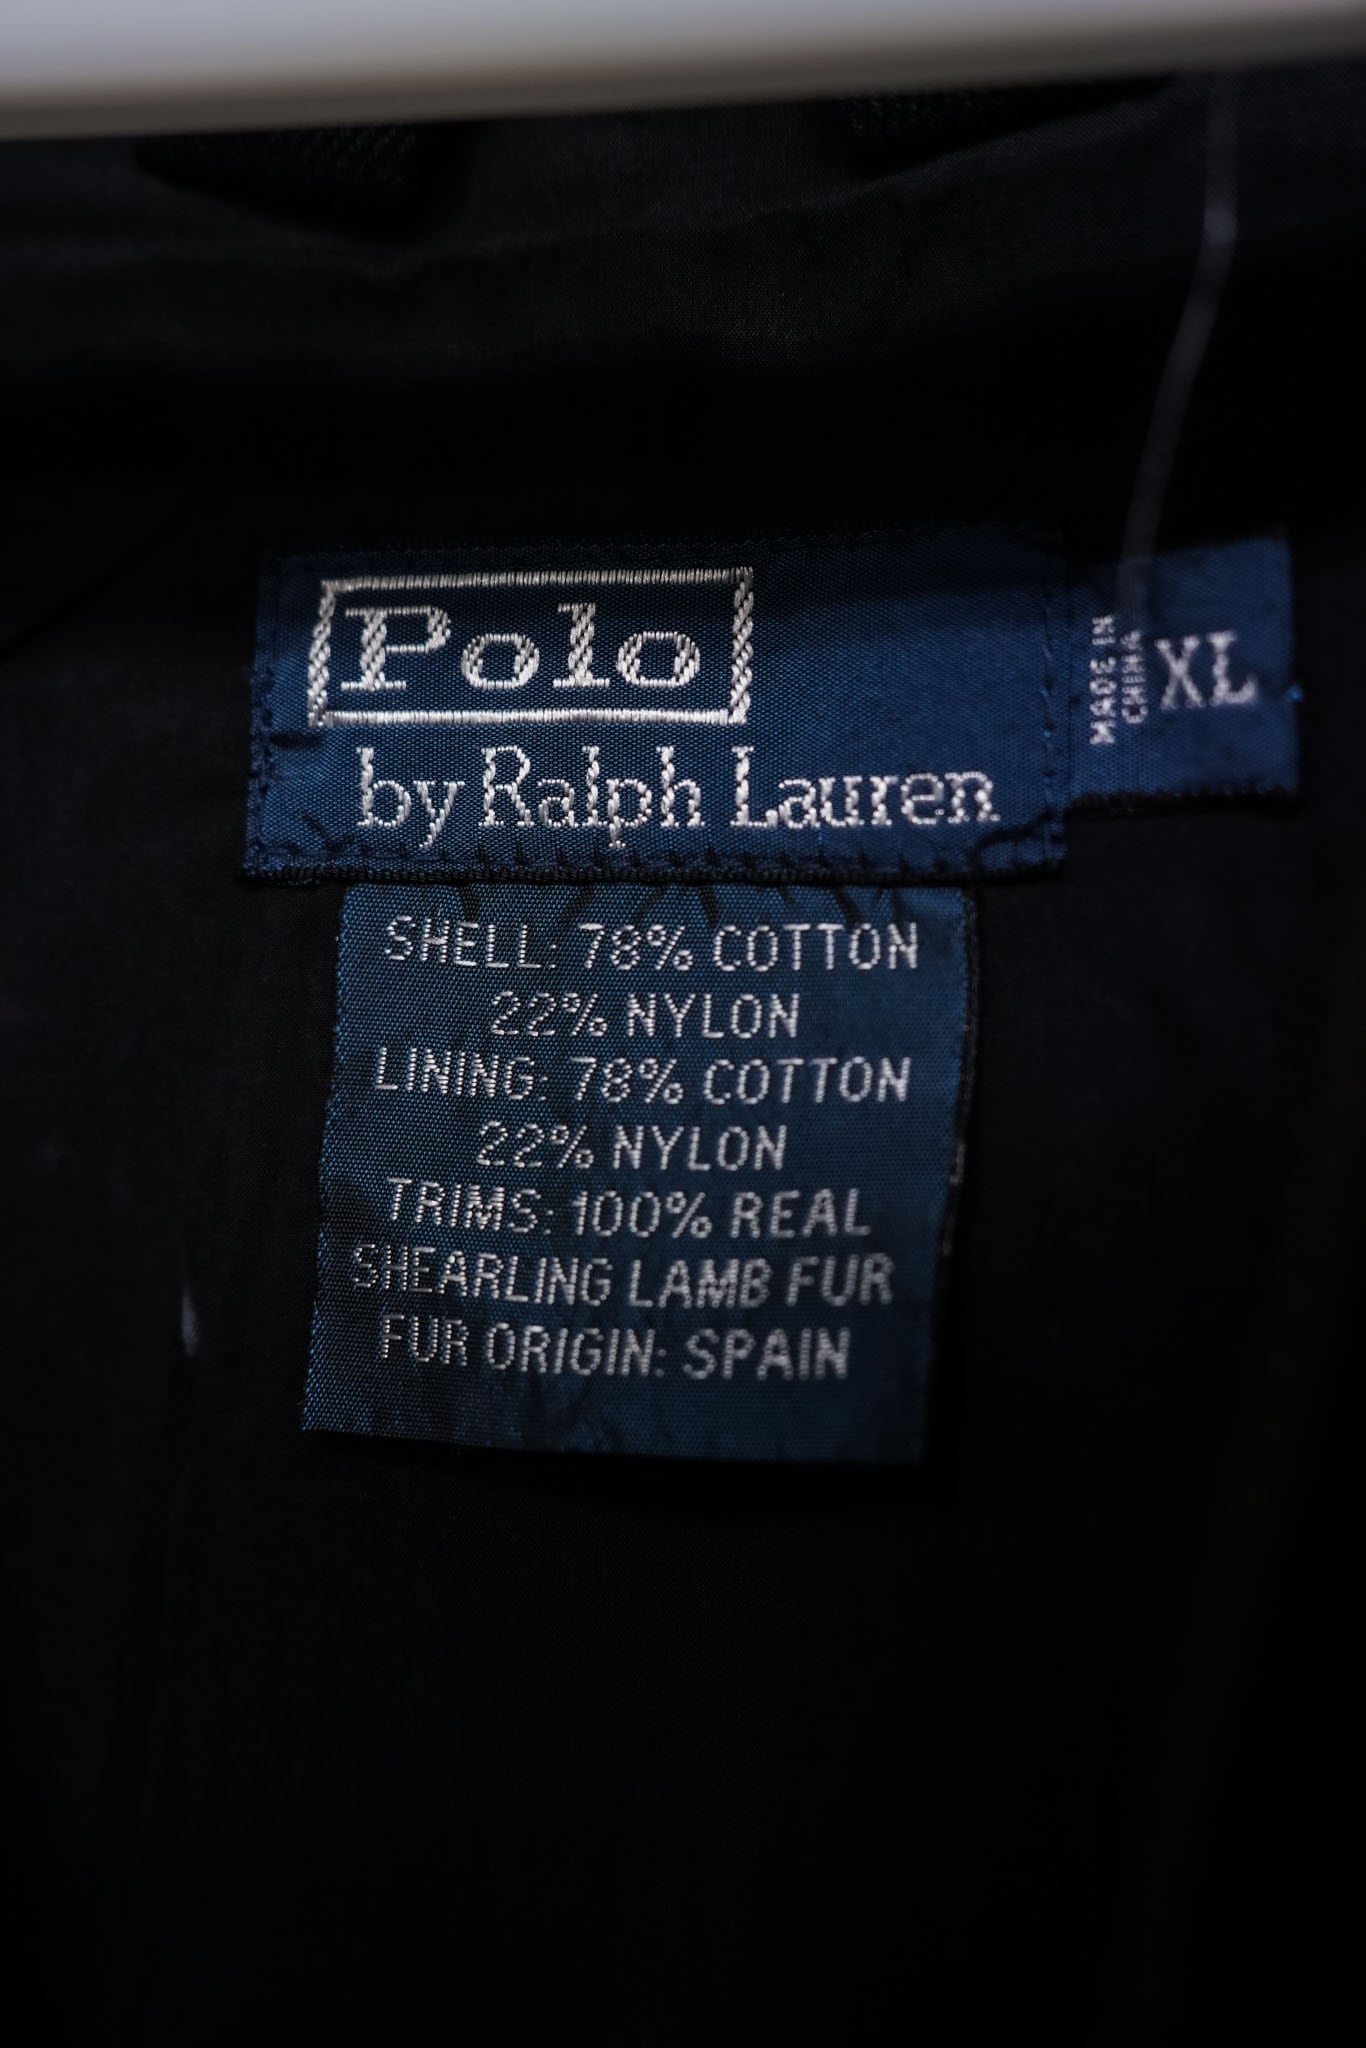 Polo
by Ralph Lauren
MADE IN
CHINA
XL
SHELL: 78% COTTON
22% NYLON
LINING: 78% COTTON
22% NYLON
TRIMS: 100% REAL
SHEARLING LAMB FUR
FUR ORIGIN: SPAIN